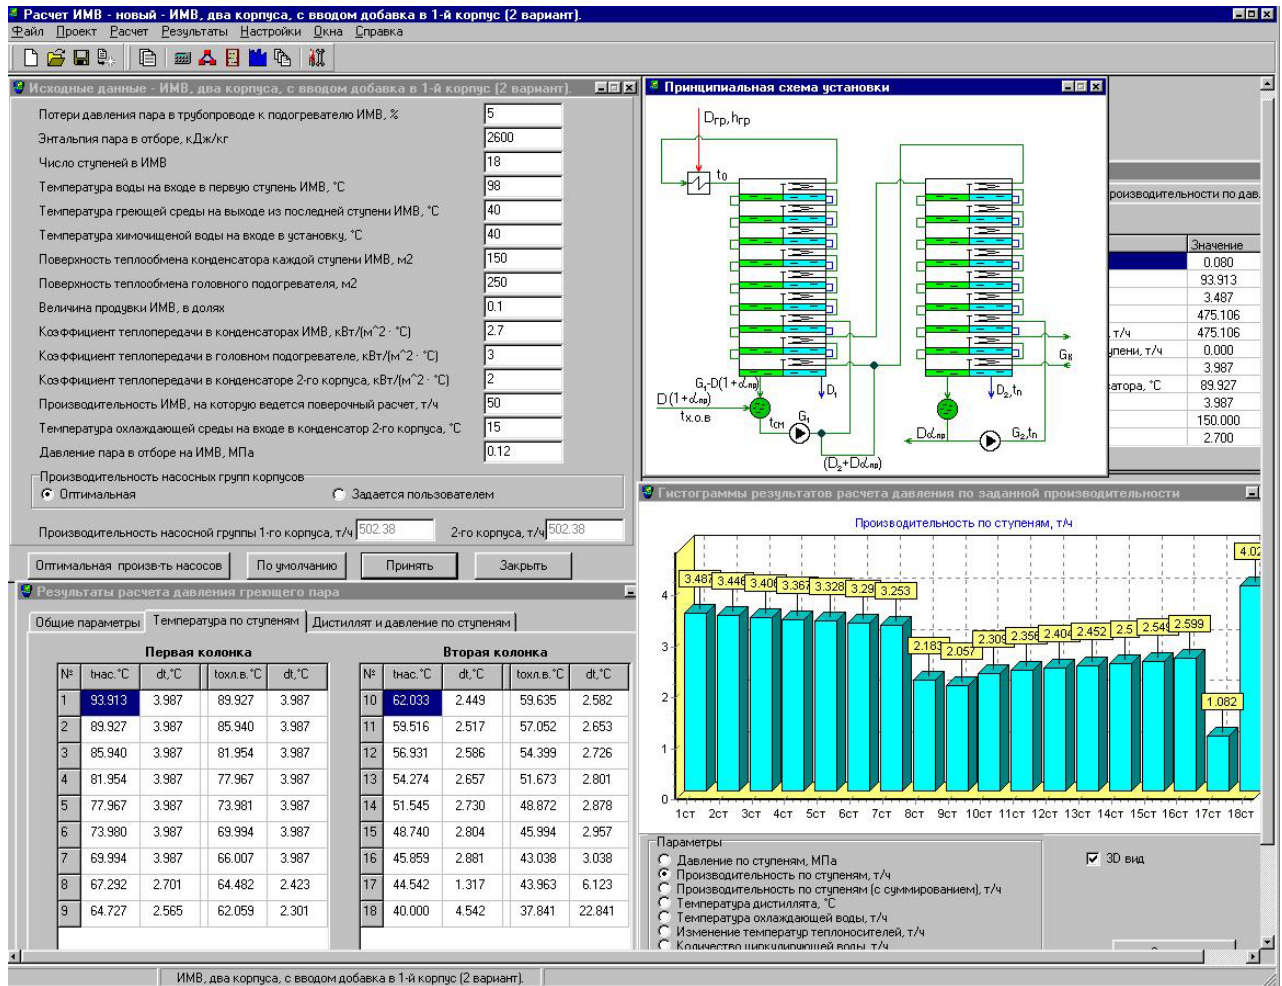 Расчет ИМВ - новый - ИМВ, два корпуса, с вводом добавка в 1-й корпус (2 вариант).
Файл Проект Расчет Результаты Настройки Окна Справка
Исходные данные - ИМВ, два корпуса, с вводом добавка в 1-й корпус (2 вариант).
Потери давления пара в трубопроводе к подогревателю ИМВ, % 5
Энтальпия пара в отборе, кДж/кг 2600
Число ступеней в ИМВ 18
Температура воды на входе в первую ступень ИМВ, °C 98
Температура греющей среды на выходе из последней ступени ИМВ, °C 40
Температура химочищеной воды на входе в установку, °C 40
Поверхность теплообмена конденсатора каждой ступени ИМВ, м2 150
Поверхность теплообмена головного подогревателя, м2 250
Величина продувки ИМВ, в долях 0.1
Коэффициент теплопередачи в конденсаторах ИМВ, кВт/(м^2 · °C) 2.7
Коэффициент теплопередачи в головном подогревателе, кВт/(м^2 · °C) 3
Коэффициент теплопередачи в конденсаторе 2-го корпуса, кВт/(м^2 · °C) 2
Производительность ИМВ, на которую ведется поверочный расчет, т/ч 50
Температура охлаждающей среды на входе в конденсатор 2-го корпуса, °C 15
Давление пара в отборе на ИМВ, МПа 0.12
Производительность насосных групп корпусов
Оптимальная Задается пользователем
Производительность насосной группы 1-го корпуса, т/ч 502.38 2-го корпуса, т/ч 502.38
Оптимальная произв-ть насосов По умолчанию Принять Закрыть
Принципиальная схема установки
Dгр, hгр
t0
Gк
G1-D(1+αпр) D1 D2,tп
D(1+αпр)
tх.о.в tсм G1 Dαпр G2,tп
(D2+Dαпр)
роизводительности по дав.
Значение
0.080
93.913
3.487
475.106
, т/ч 475.106
упени, т/ч 0.000
3.987
сатора, °C 89.927
3.987
150.000
2.700
Результаты расчета давления греющего пара
Общие параметры Температура по ступеням Дистиллят и давление по ступеням
Первая колонка
№ tнас.°C dt,°C tохл.в.°C dt,°C
1 93.913 3.987 89.927 3.987
2 89.927 3.987 85.940 3.987
3 85.940 3.987 81.954 3.987
4 81.954 3.987 77.967 3.987
5 77.967 3.987 73.981 3.987
6 73.980 3.987 69.994 3.987
7 69.994 3.987 66.007 3.987
8 67.292 2.701 64.482 2.423
9 64.727 2.565 62.059 2.301
Вторая колонка
№ tнас.°C dt,°C tохл.в.°C dt,°C
10 62.033 2.449 59.635 2.582
11 59.516 2.517 57.052 2.653
12 56.931 2.586 54.399 2.726
13 54.274 2.657 51.673 2.801
14 51.545 2.730 48.872 2.878
15 48.740 2.804 45.994 2.957
16 45.859 2.881 43.038 3.038
17 44.542 1.317 43.963 6.123
18 40.000 4.542 37.841 22.841
Гистограммы результатов расчета давления по заданной производительности
Производительность по ступеням, т/ч
3.487 3.446 3.406 3.367 3.328 3.29 3.253 2.183 2.057 2.309 2.356 2.404 2.452 2.5 2.549 2.599 1.082 4.02
4
3
2
1
0
1ст 2ст 3ст 4ст 5ст 6ст 7ст 8ст 9ст 10ст 11ст 12ст 13ст 14ст 15ст 16ст 17ст 18ст
Параметры
Давление по ступеням, МПа
Производительность по ступеням, т/ч
Производительность по ступеням (с суммированием), т/ч
Температура дистиллята, °C
Температура охлаждающей воды, т/ч
Изменение температур теплоносителей, т/ч
Количество циркулирующей воды, т/ч
3D вид
ИМВ, два корпуса, с вводом добавка в 1-й корпус (2 вариант).